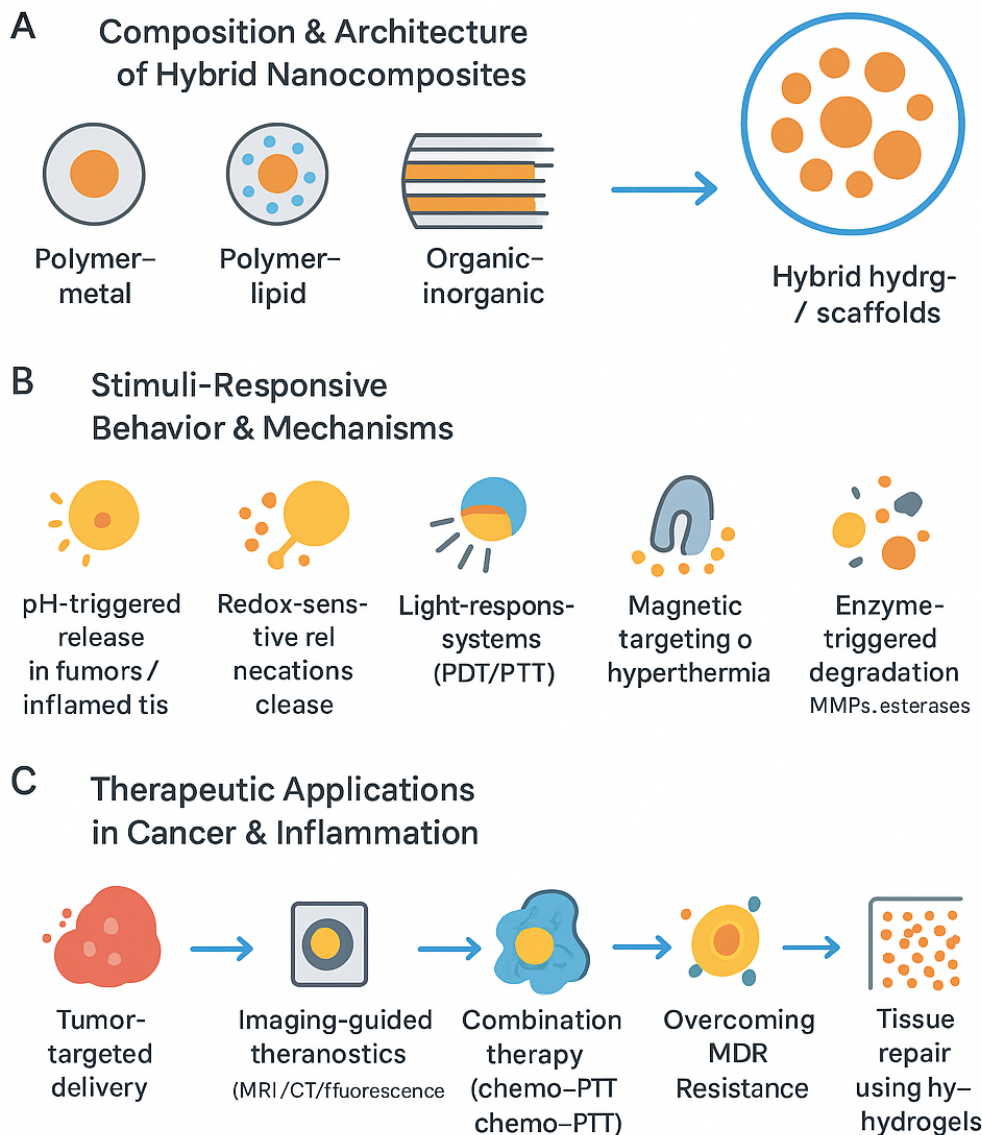 A
Composition & Architecture
of Hybrid Nanocomposites
Polymer–
metal
Polymer–
lipid
Organic–
inorganic
Hybrid hydrg-
/ scaffolds
B
Stimuli-Responsive
Behavior & Mechanisms
pH-triggered
release
in fumors /
inflamed tis
Redox-sens-
tive rel
necations
clease
Light-respons-
systems
(PDT/PTT)
Magnetic
targeting o
hyperthermia
Enzyme-
triggered
degradation
MMPs.esterases
C
Therapeutic Applications
in Cancer & Inflammation
Tumor-
targeted
delivery
Imaging-guided
theranostics
(MRI/CT/ffuorescence
Combination
therapy
(chemo–PTT
chemo–PTT)
Overcoming
MDR
Resistance
Tissue
repair
using hy–
hydrogels